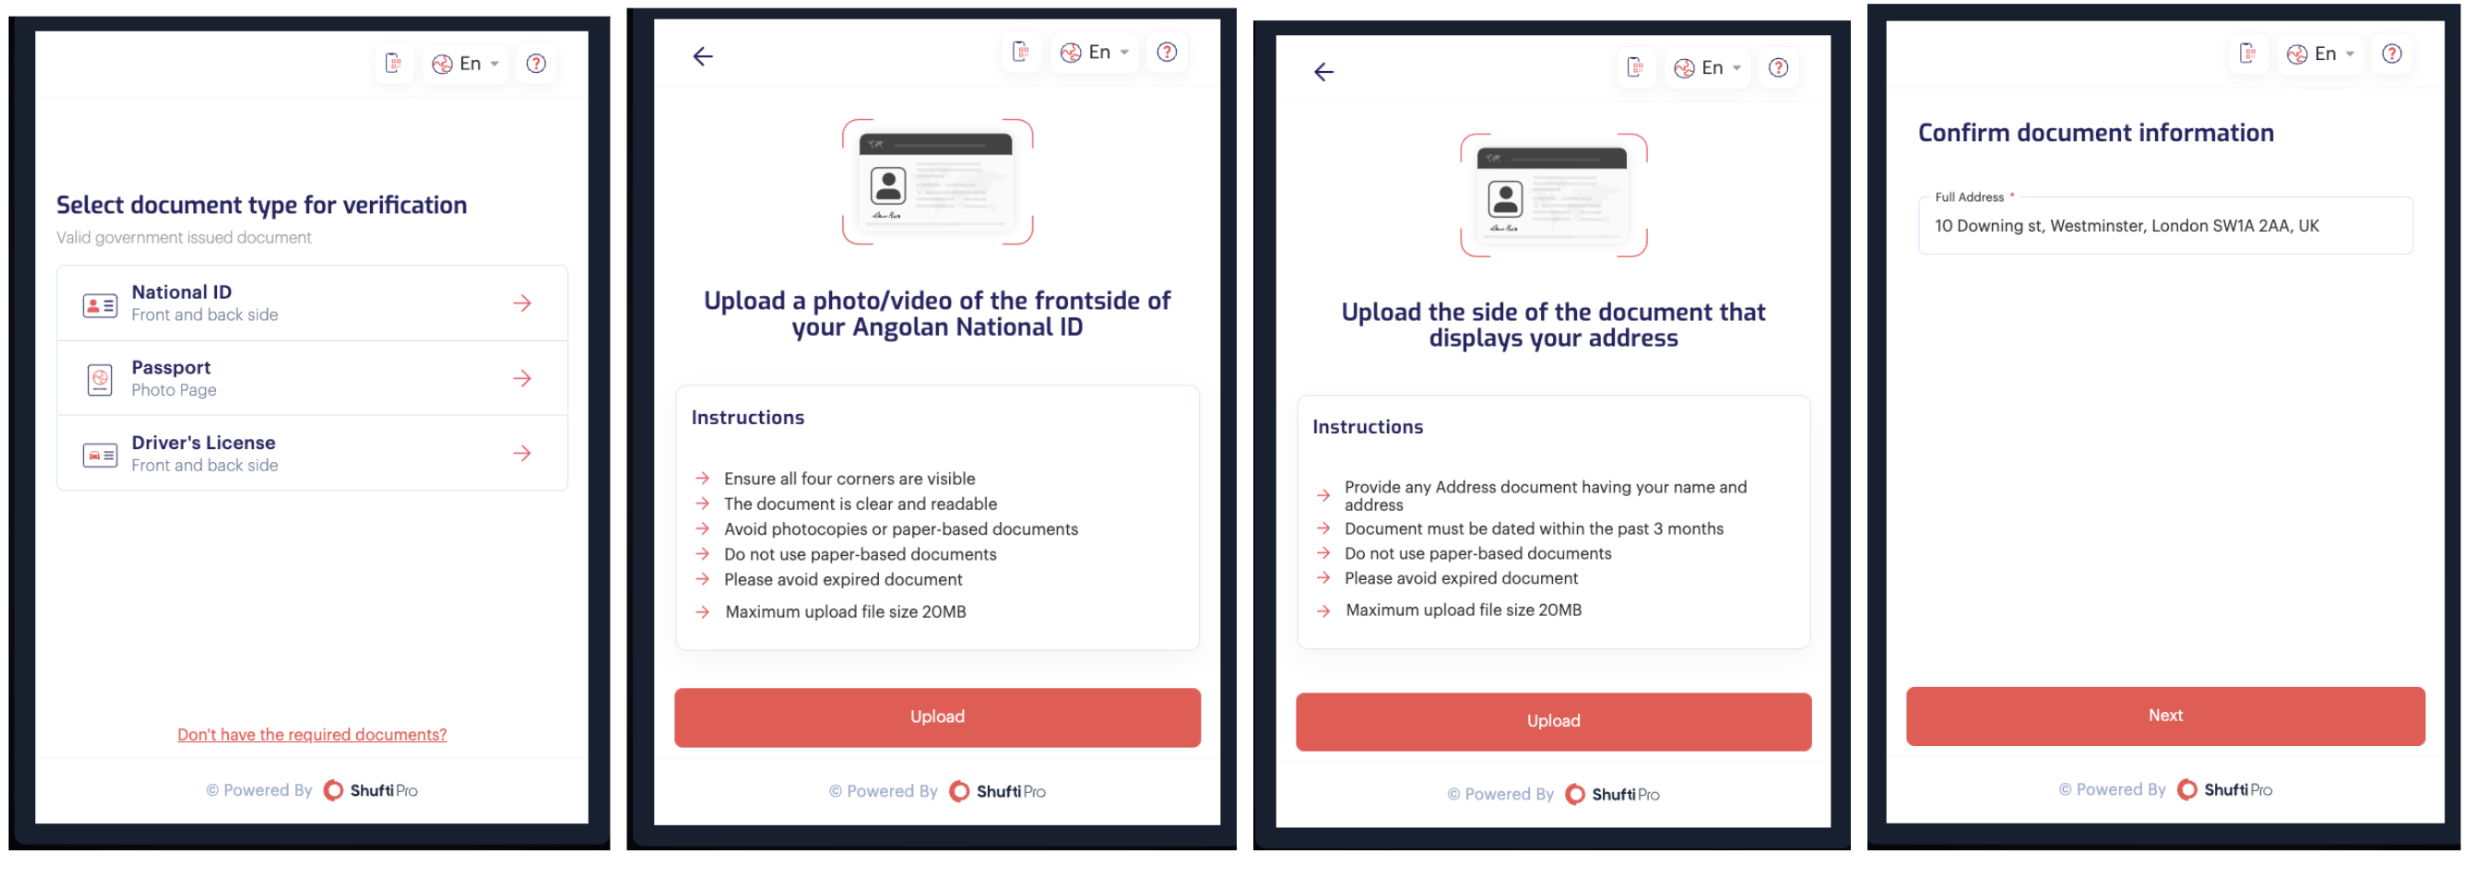 En
Select document type for verification
Valid government issued document
National ID
Front and back side
Passport
Photo Page
Driver's License
Front and back side
Don't have the required documents?
© Powered By ShuftiPro
En
Upload a photo/video of the frontside of
your Angolan National ID
Instructions
Ensure all four corners are visible
The document is clear and readable
Avoid photocopies or paper-based documents
Do not use paper-based documents
Please avoid expired document
Maximum upload file size 20MB
Upload
© Powered By ShuftiPro
En
Upload the side of the document that
displays your address
Instructions
Provide any Address document having your name and
address
Document must be dated within the past 3 months
Do not use paper-based documents
Please avoid expired document
Maximum upload file size 20MB
Upload
© Powered By ShuftiPro
En
Confirm document information
Full Address *
10 Downing st, Westminster, London SW1A 2AA, UK
Next
© Powered By ShuftiPro